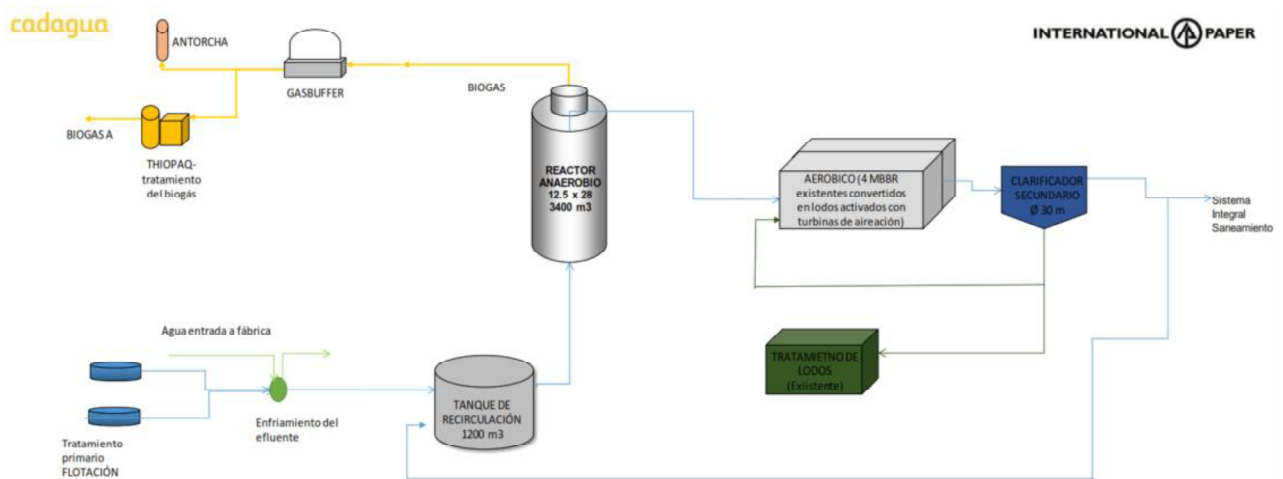 cadagua
INTERNATIONAL PAPER
ANTORCHA
GASBUFFER
BIOGAS
BIOGAS A
THIOPAQ-
tratamiento
del biogás
REACTOR
ANAEROBIO
12.5 x 28
3400 m3
AEROBICO (4 MBBR
existentes convertidos
en lodos activados con
turbinas de aireación)
CLARIFICADOR
SECUNDARIO
Ø 30 m
Sistema
Integral
Saneamiento
Agua entrada a fábrica
TRATAMIETNO DE
LODOS
(Exiistente)
TANQUE DE
RECIRCULACIÓN
1200 m3
Enfriamiento del
efluente
Tratamiento
primario
FLOTACIÓN